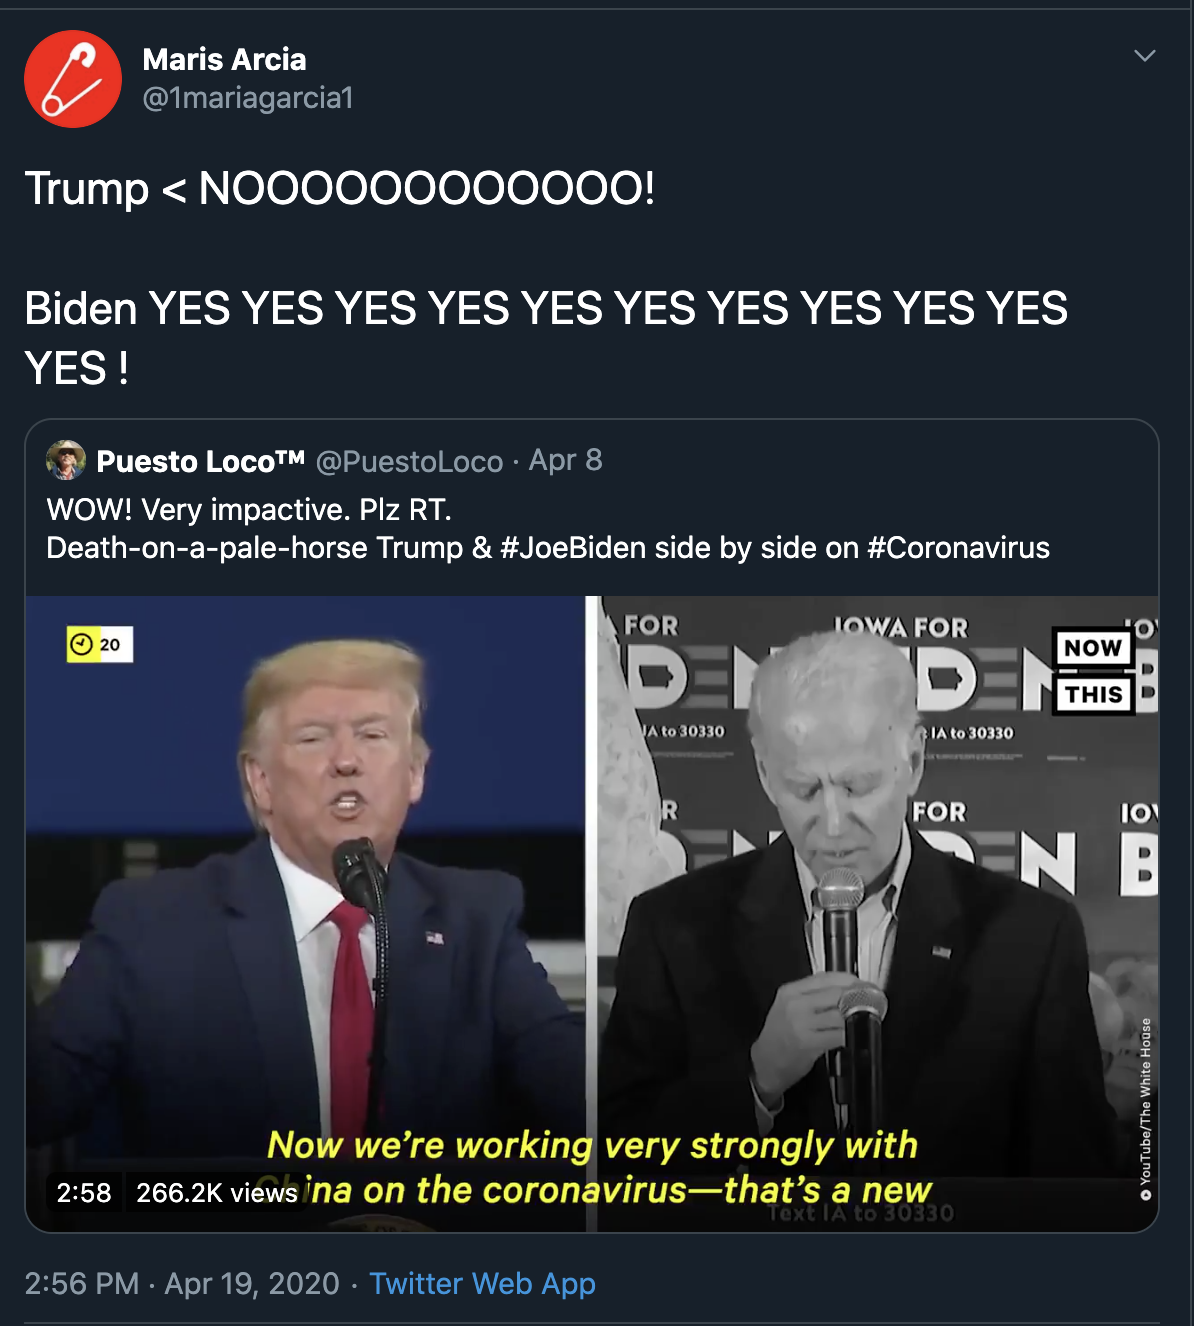 Maris Arcia
@1mariagarcia1
Trump < NOOOOOOOOOOOO!
Biden YES YES YES YES YES YES YES YES YES YES
YES !
Puesto Loco™ @PuestoLoco · Apr 8
WOW! Very impactive. Plz RT.
Death-on-a-pale-horse Trump & #JoeBiden side by side on #Coronavirus
20
FOR
IOWA FOR
NOW
THIS
IA to 30330
IA to 30330
FOR
Now we're working very strongly with
China on the coronavirus—that's a new
2:58 266.2K views
Text IA to 30330
YouTube/The White House
2:56 PM · Apr 19, 2020 · Twitter Web App